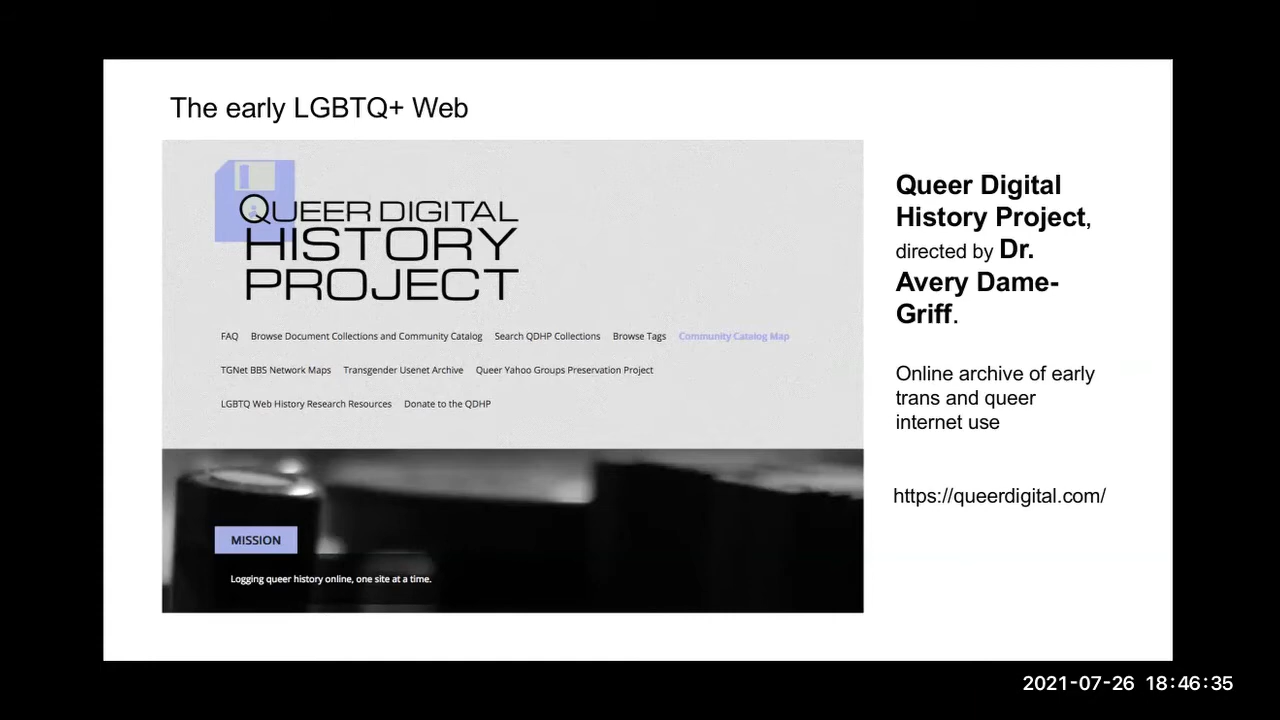 The early LGBTQ+ Web
QUEER DIGITAL
HISTORY
PROJECT
FAQ Browse Document Collections and Community Catalog Search QDHP Collections Browse Tags Community Catalog Map
TGNet BBS Network Maps Transgender Usenet Archive Queer Yahoo Groups Preservation Project
LGBTQ Web History Research Resources Donate to the QDHP
MISSION
Logging queer history online, one site at a time.
Queer Digital
History Project,
directed by Dr.
Avery Dame-
Griff.
Online archive of early
trans and queer
internet use
https://queerdigital.com/
2021-07-26 18:46:35